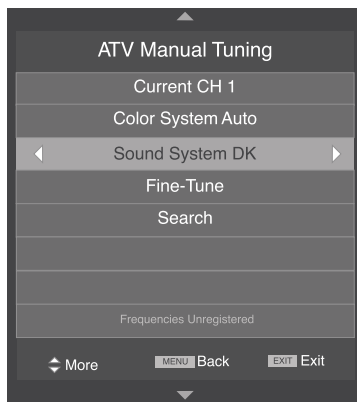 ATV Manual Tuning
Current CH 1
Color System Auto
Sound System DK
Fine-Tune
Search
Frequencies Unregistered
More MENU Back EXIT Exit